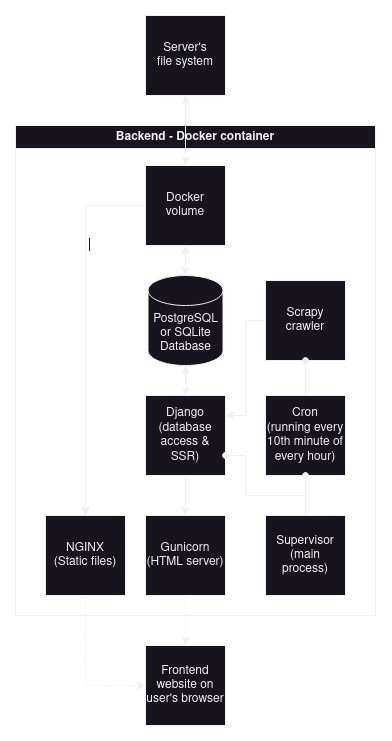 Server's
file system
Backend - Docker container
Docker
volume
PostgreSQL
or SQLite
Database
Scrapy
crawler
Django
(database
access &
SSR)
Cron
(running every
10th minute of
every hour)
NGINX
(Static files)
Gunicorn
(HTML server)
Supervisor
(main
process)
Frontend
website on
user's browser